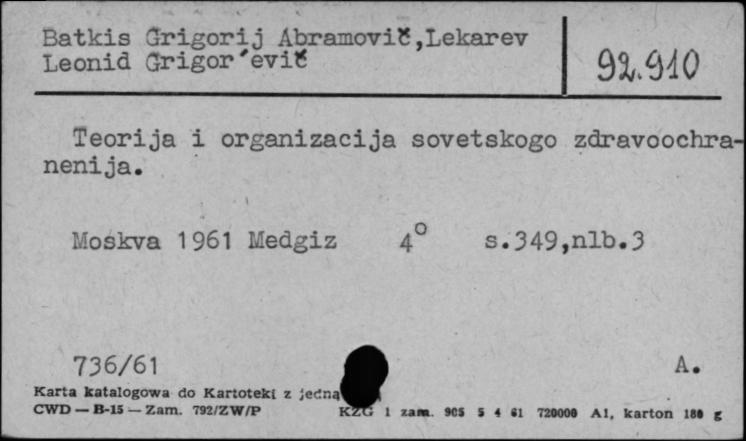 Batkis Grigorij Abramovič,Lekarev
Leonid Grigor´evič
92.910
Teorija i organizacija sovetskogo zdravoochra-
nenija.
Moskva 1961 Medgiz 4° s.349,nlb.3
736/61 A.
Karta katalogowa do Kartoteki z jedną
CWD — B-15 — Zam. 792/ZW/P KZG 1 zam. 905 5 4 61 720000 A1, karton 180 g